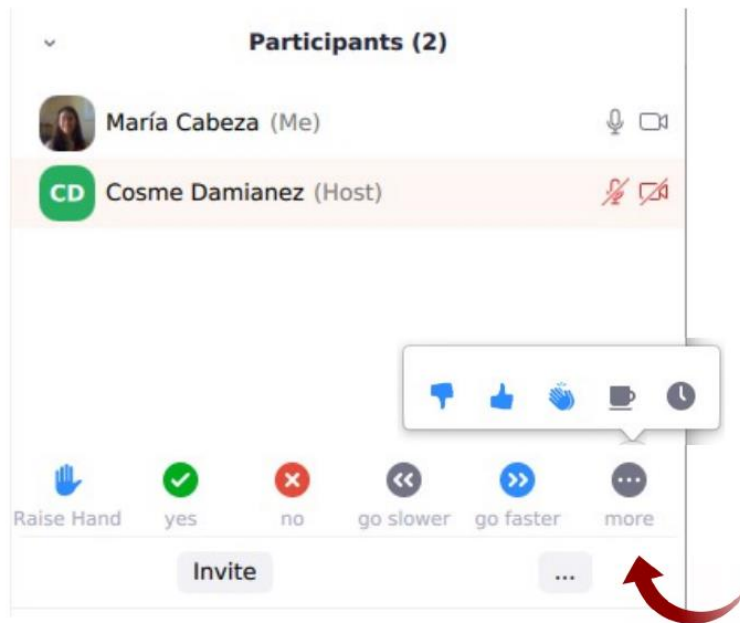 Participants (2)
María Cabeza (Me)
CD Cosme Damianez (Host)
Raise Hand yes no go slower go faster more
Invite ...